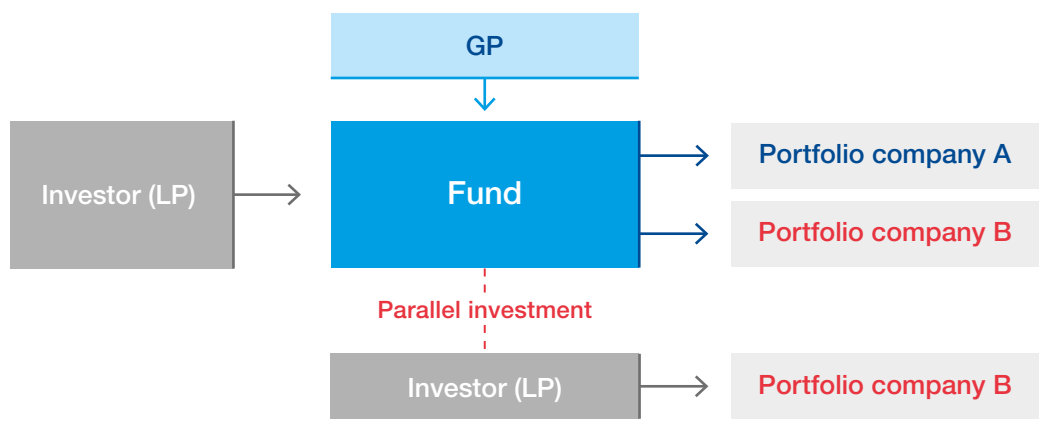 GP
Investor (LP)
Fund
Portfolio company A
Portfolio company B
Parallel investment
Investor (LP)
Portfolio company B